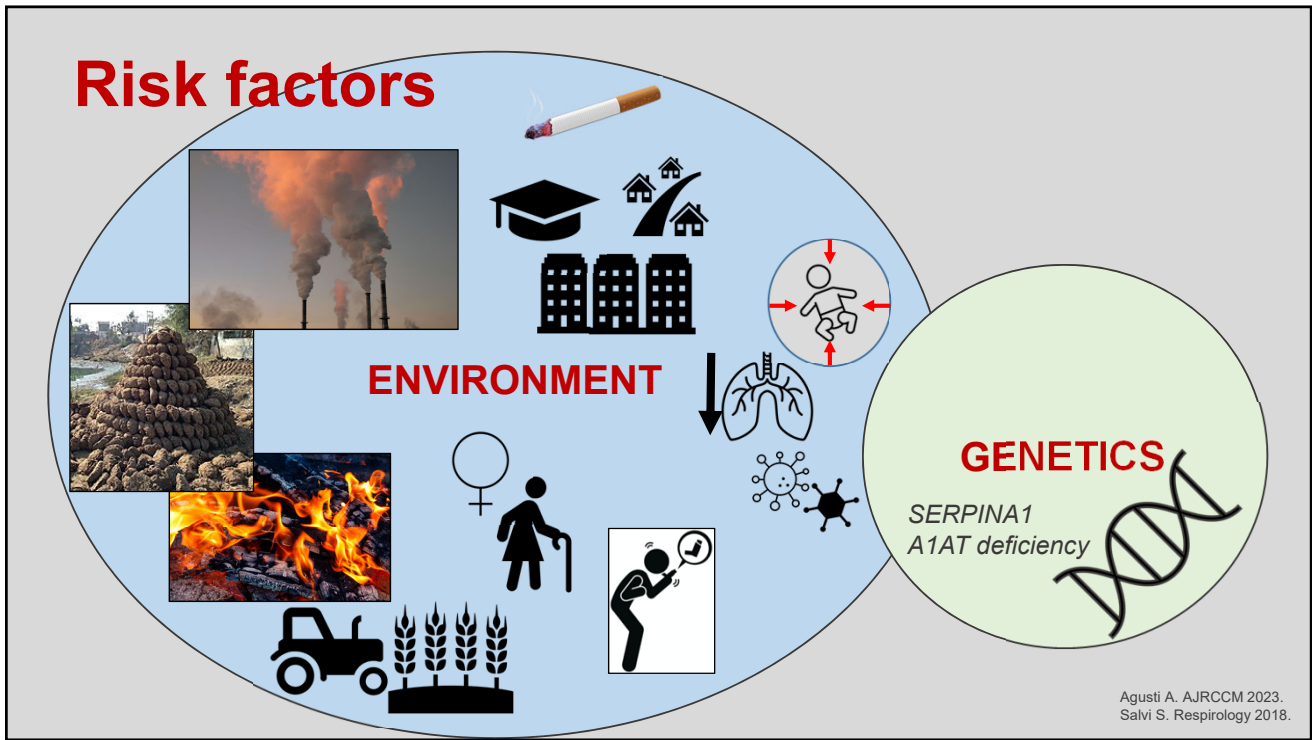 Risk factors
ENVIRONMENT
GENETICS
SERPINA1
A1AT deficiency
Agusti A. AJRCCM 2023.
Salvi S. Respirology 2018.